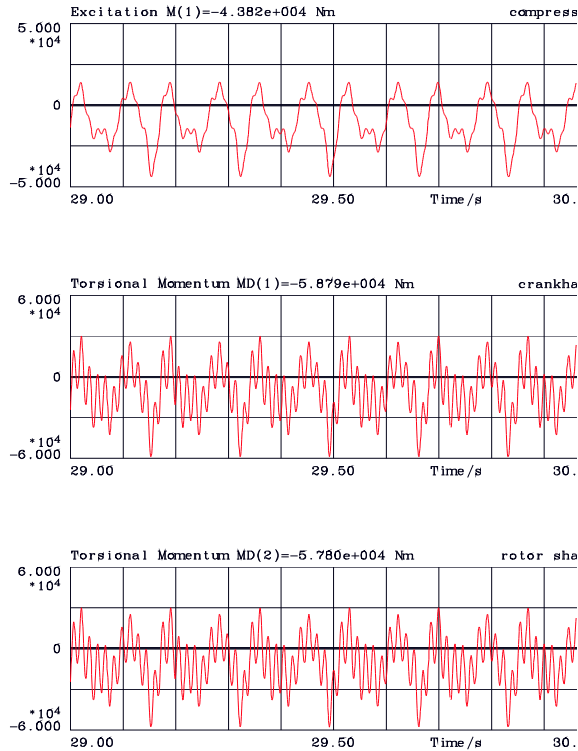 Excitation M(1)=-4.382e+004 Nm compress
5.000
*10⁴
0
*10⁴
-5.000
29.00 29.50 Time/s 30.
Torsional Momentum MD(1)=-5.879e+004 Nm crankha
6.000
*10⁴
0
*10⁴
-6.000
29.00 29.50 Time/s 30.
Torsional Momentum MD(2)=-5.780e+004 Nm rotor sha
6.000
*10⁴
0
*10⁴
-6.000
29.00 29.50 Time/s 30.